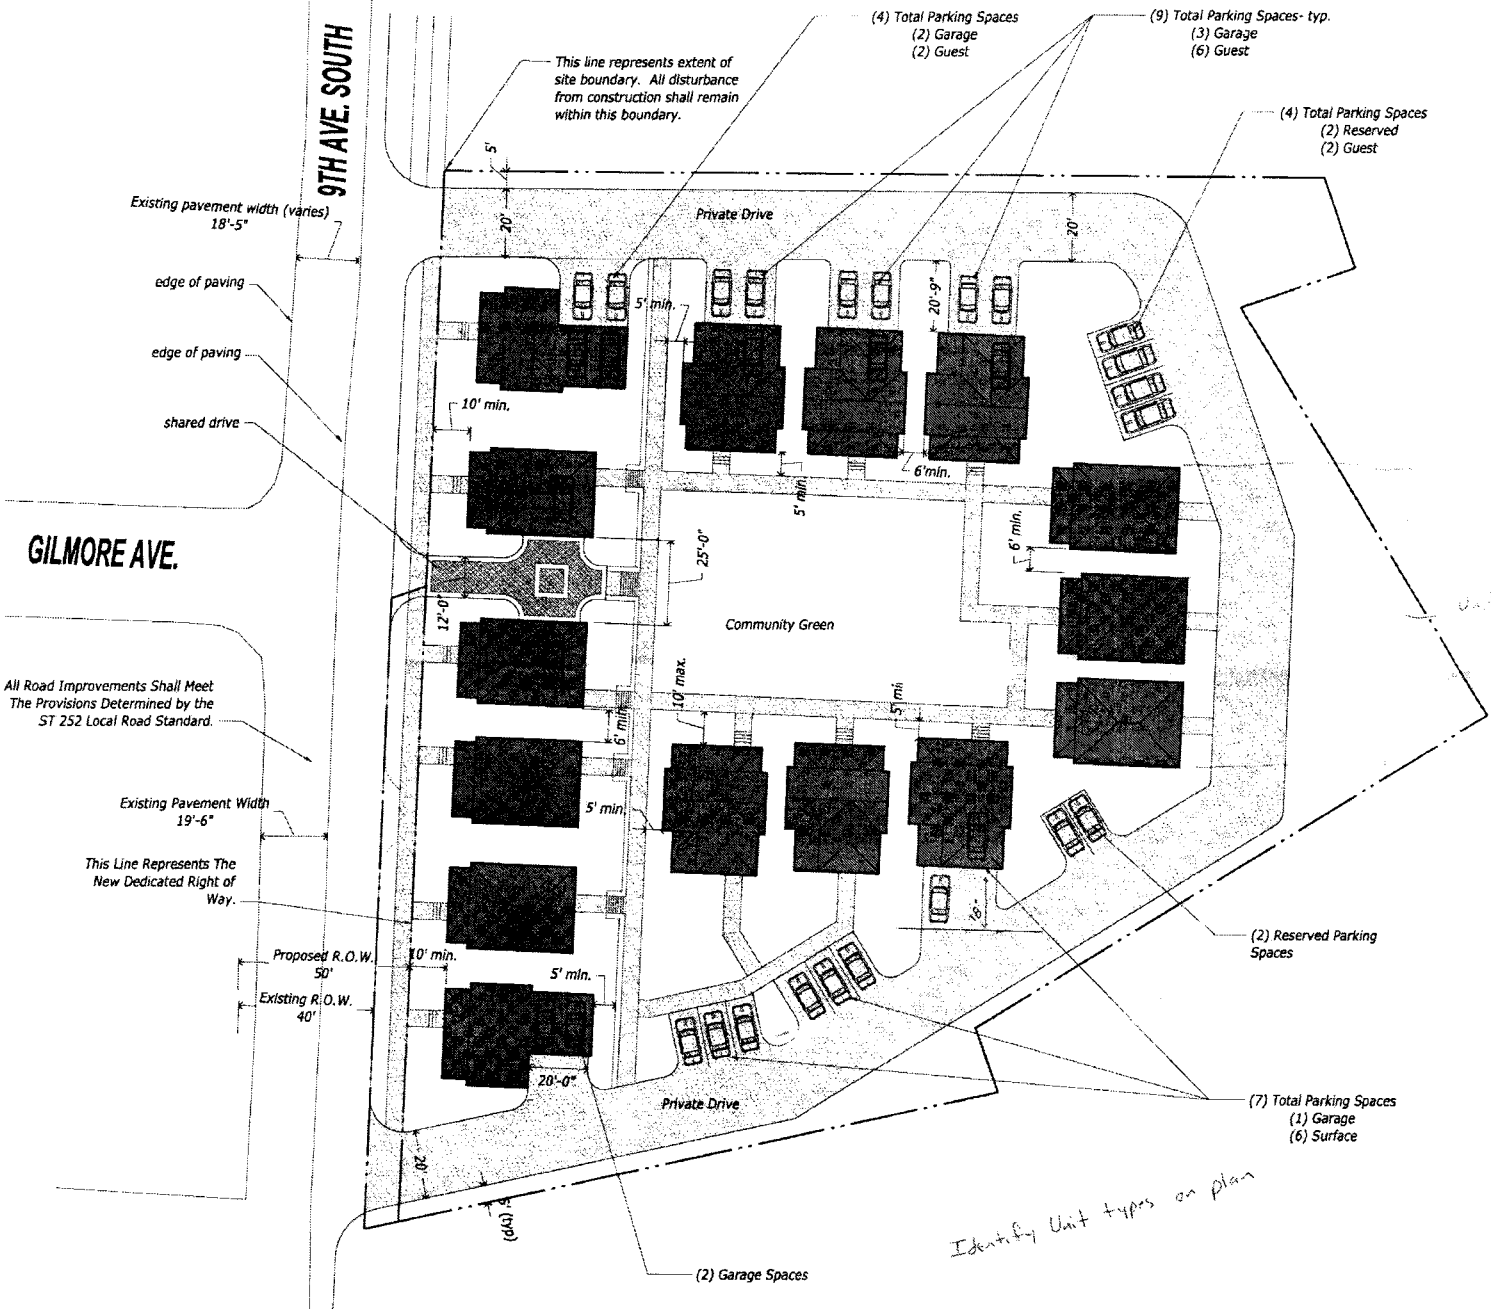 (4) Total Parking Spaces
(2) Garage
(2) Guest
(9) Total Parking Spaces- typ.
(3) Garage
(6) Guest
This line represents extent of
site boundary. All disturbance
from construction shall remain
within this boundary.
(4) Total Parking Spaces
(2) Reserved
(2) Guest
9TH AVE. SOUTH
5'
Existing pavement width (varies)
18'-5"
20'
Private Drive
20'
edge of paving
5' min.
20'-9"
edge of paving
10' min.
shared drive
6'min.
5' min.
GILMORE AVE.
6' min.
25'-0"
12'-0"
Community Green
All Road Improvements Shall Meet
The Provisions Determined by the
ST 252 Local Road Standard.
10' max.
5' min
6' min.
Existing Pavement Width
19'-6"
5' min.
This Line Represents The
New Dedicated Right of
Way.
18'-
(2) Reserved Parking
Spaces
Proposed R.O.W.
50'
10' min.
5' min.
Existing R.O.W.
40'
20'-0"
Private Drive
(7) Total Parking Spaces
(1) Garage
(6) Surface
20'
5' (typ)
Identify Unit types on plan
(2) Garage Spaces